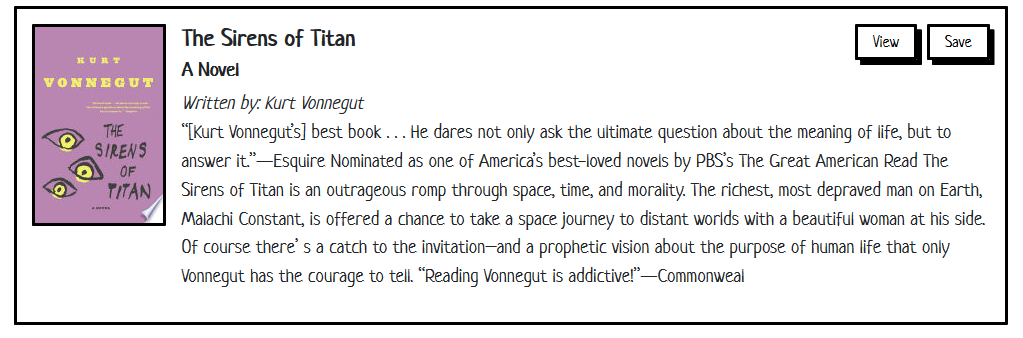 KURT
VONNEGUT
THE
SIRENS
OF
TITAN
A NOVEL
The Sirens of Titan
View
Save
A Novel
Written by: Kurt Vonnegut
“[Kurt Vonnegut’s] best book . . . He dares not only ask the ultimate question about the meaning of life, but to
answer it.”—Esquire Nominated as one of America’s best-loved novels by PBS’s The Great American Read The
Sirens of Titan is an outrageous romp through space, time, and morality. The richest, most depraved man on Earth,
Malachi Constant, is offered a chance to take a space journey to distant worlds with a beautiful woman at his side.
Of course there’ s a catch to the invitation–and a prophetic vision about the purpose of human life that only
Vonnegut has the courage to tell. “Reading Vonnegut is addictive!”—Commonweal